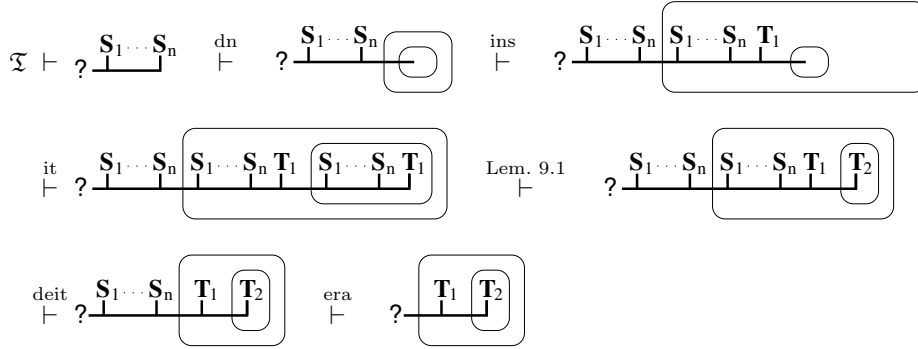 𝔗 ⊢ ? S₁ ··· Sₙ dn ⊢ ? S₁ ··· Sₙ ins ⊢ ? S₁ ··· Sₙ S₁ ··· Sₙ T₁
it ⊢ ? S₁ ··· Sₙ S₁ ··· Sₙ T₁ S₁ ··· Sₙ T₁ Lem. 9.1 ⊢ ? S₁ ··· Sₙ S₁ ··· Sₙ T₁ T₂
deit ⊢ ? S₁ ··· Sₙ T₁ T₂ era ⊢ ? T₁ T₂